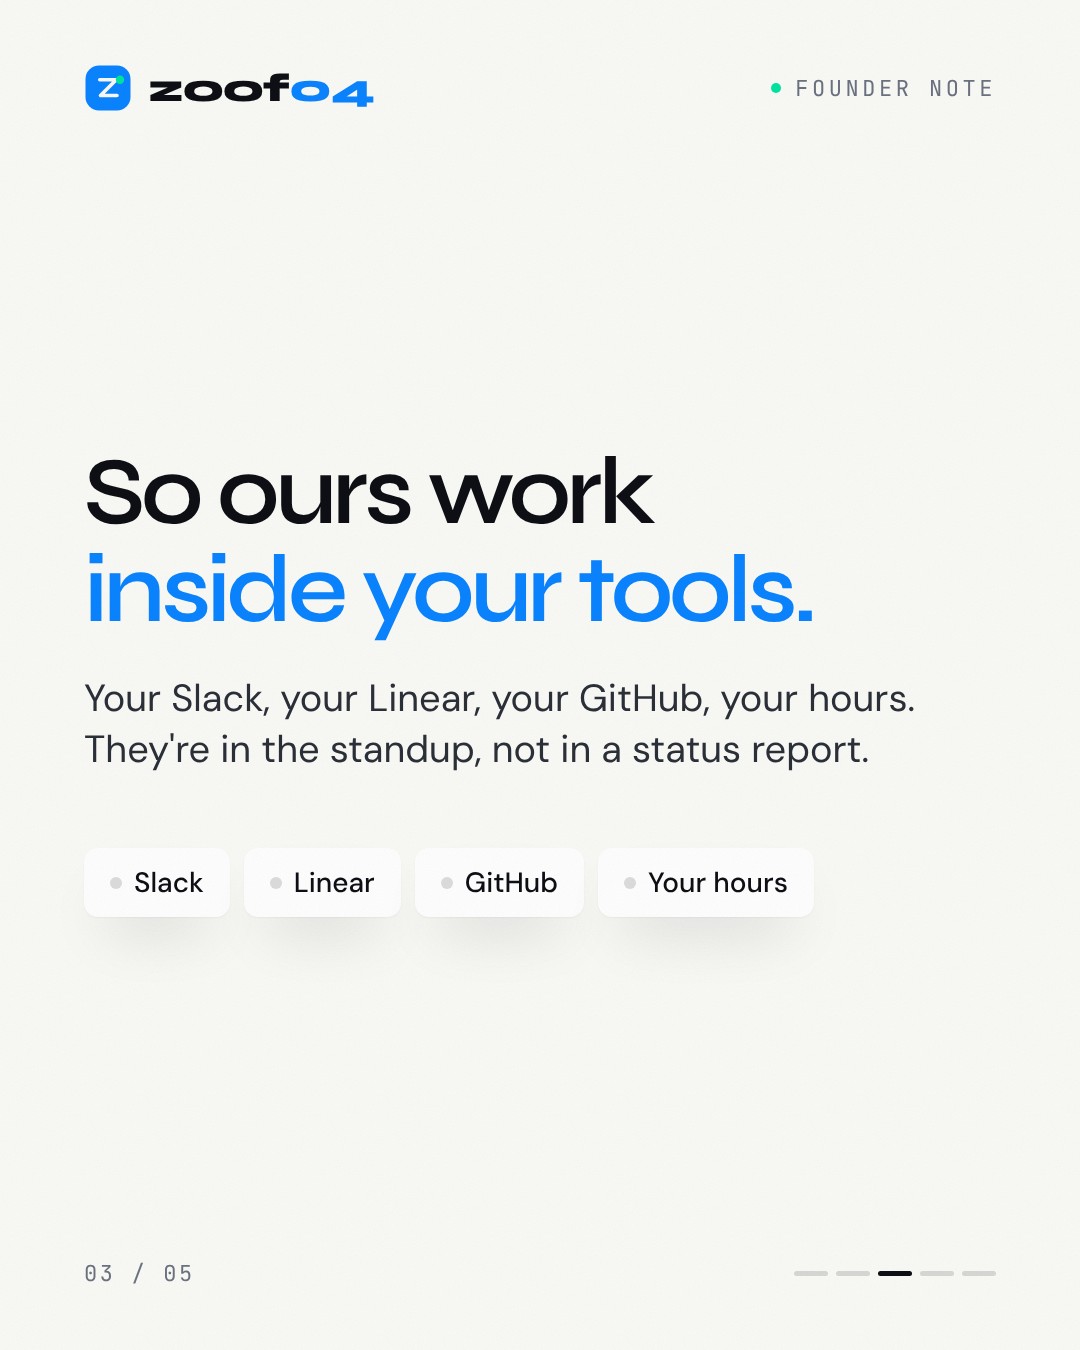 Z zoof04
FOUNDER NOTE
So ours work
inside your tools.
Your Slack, your Linear, your GitHub, your hours.
They're in the standup, not in a status report.
Slack
Linear
GitHub
Your hours
03 / 05